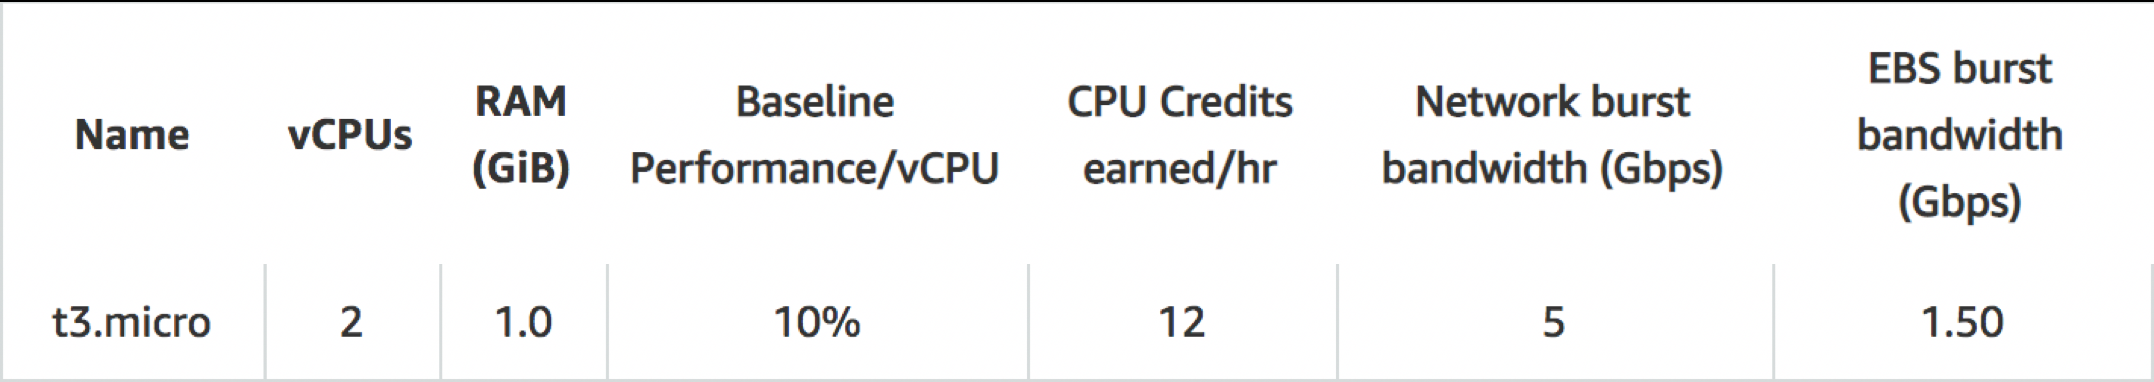 Name
vCPUs
RAM
(GiB)
Baseline
Performance/vCPU
CPU Credits
earned/hr
Network burst
bandwidth (Gbps)
EBS burst
bandwidth
(Gbps)
t3.micro
2
1.0
10%
12
5
1.50